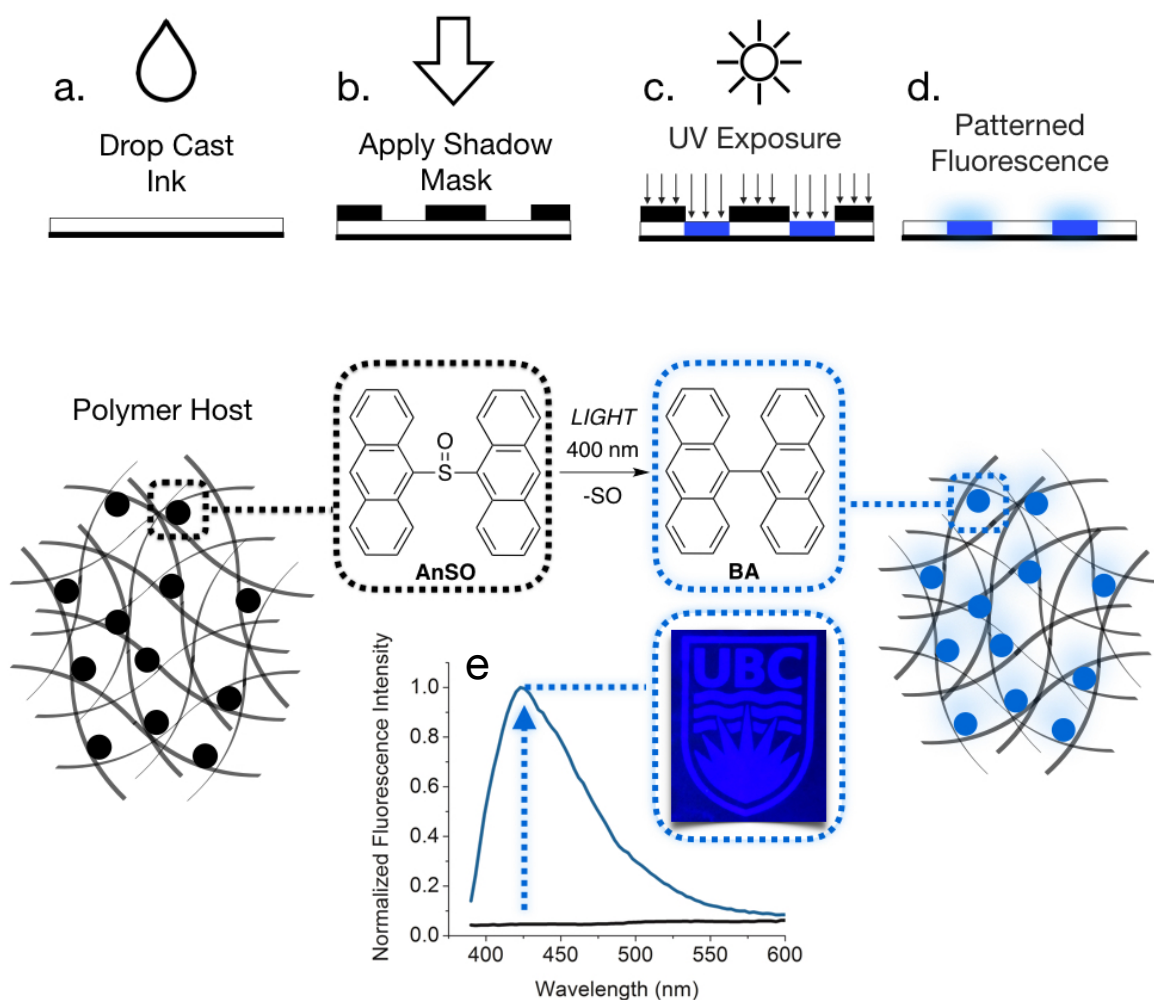 a.
Drop Cast
Ink
b.
Apply Shadow
Mask
c.
UV Exposure
d.
Patterned
Fluorescence
Polymer Host
O
S
AnSO
LIGHT
400 nm
-SO
BA
e
UBC
Normalized Fluorescence Intensity
1.0
0.8
0.6
0.4
0.2
0.0
400
450
500
550
600
Wavelength (nm)